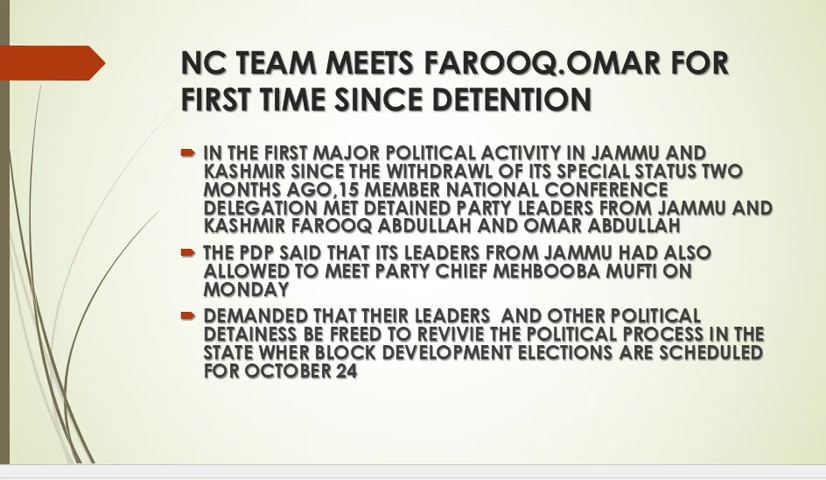 NC TEAM MEETS FAROOQ.OMAR FOR
FIRST TIME SINCE DETENTION
IN THE FIRST MAJOR POLITICAL ACTIVITY IN JAMMU AND
KASHMIR SINCE THE WITHDRAWL OF ITS SPECIAL STATUS TWO
MONTHS AGO,15 MEMBER NATIONAL CONFERENCE
DELEGATION MET DETAINED PARTY LEADERS FROM JAMMU AND
KASHMIR FAROOQ ABDULLAH AND OMAR ABDULLAH
THE PDP SAID THAT ITS LEADERS FROM JAMMU HAD ALSO
ALLOWED TO MEET PARTY CHIEF MEHBOOBA MUFTI ON
MONDAY
DEMANDED THAT THEIR LEADERS AND OTHER POLITICAL
DETAINESS BE FREED TO REVIVIE THE POLITICAL PROCESS IN THE
STATE WHER BLOCK DEVELOPMENT ELECTIONS ARE SCHEDULED
FOR OCTOBER 24